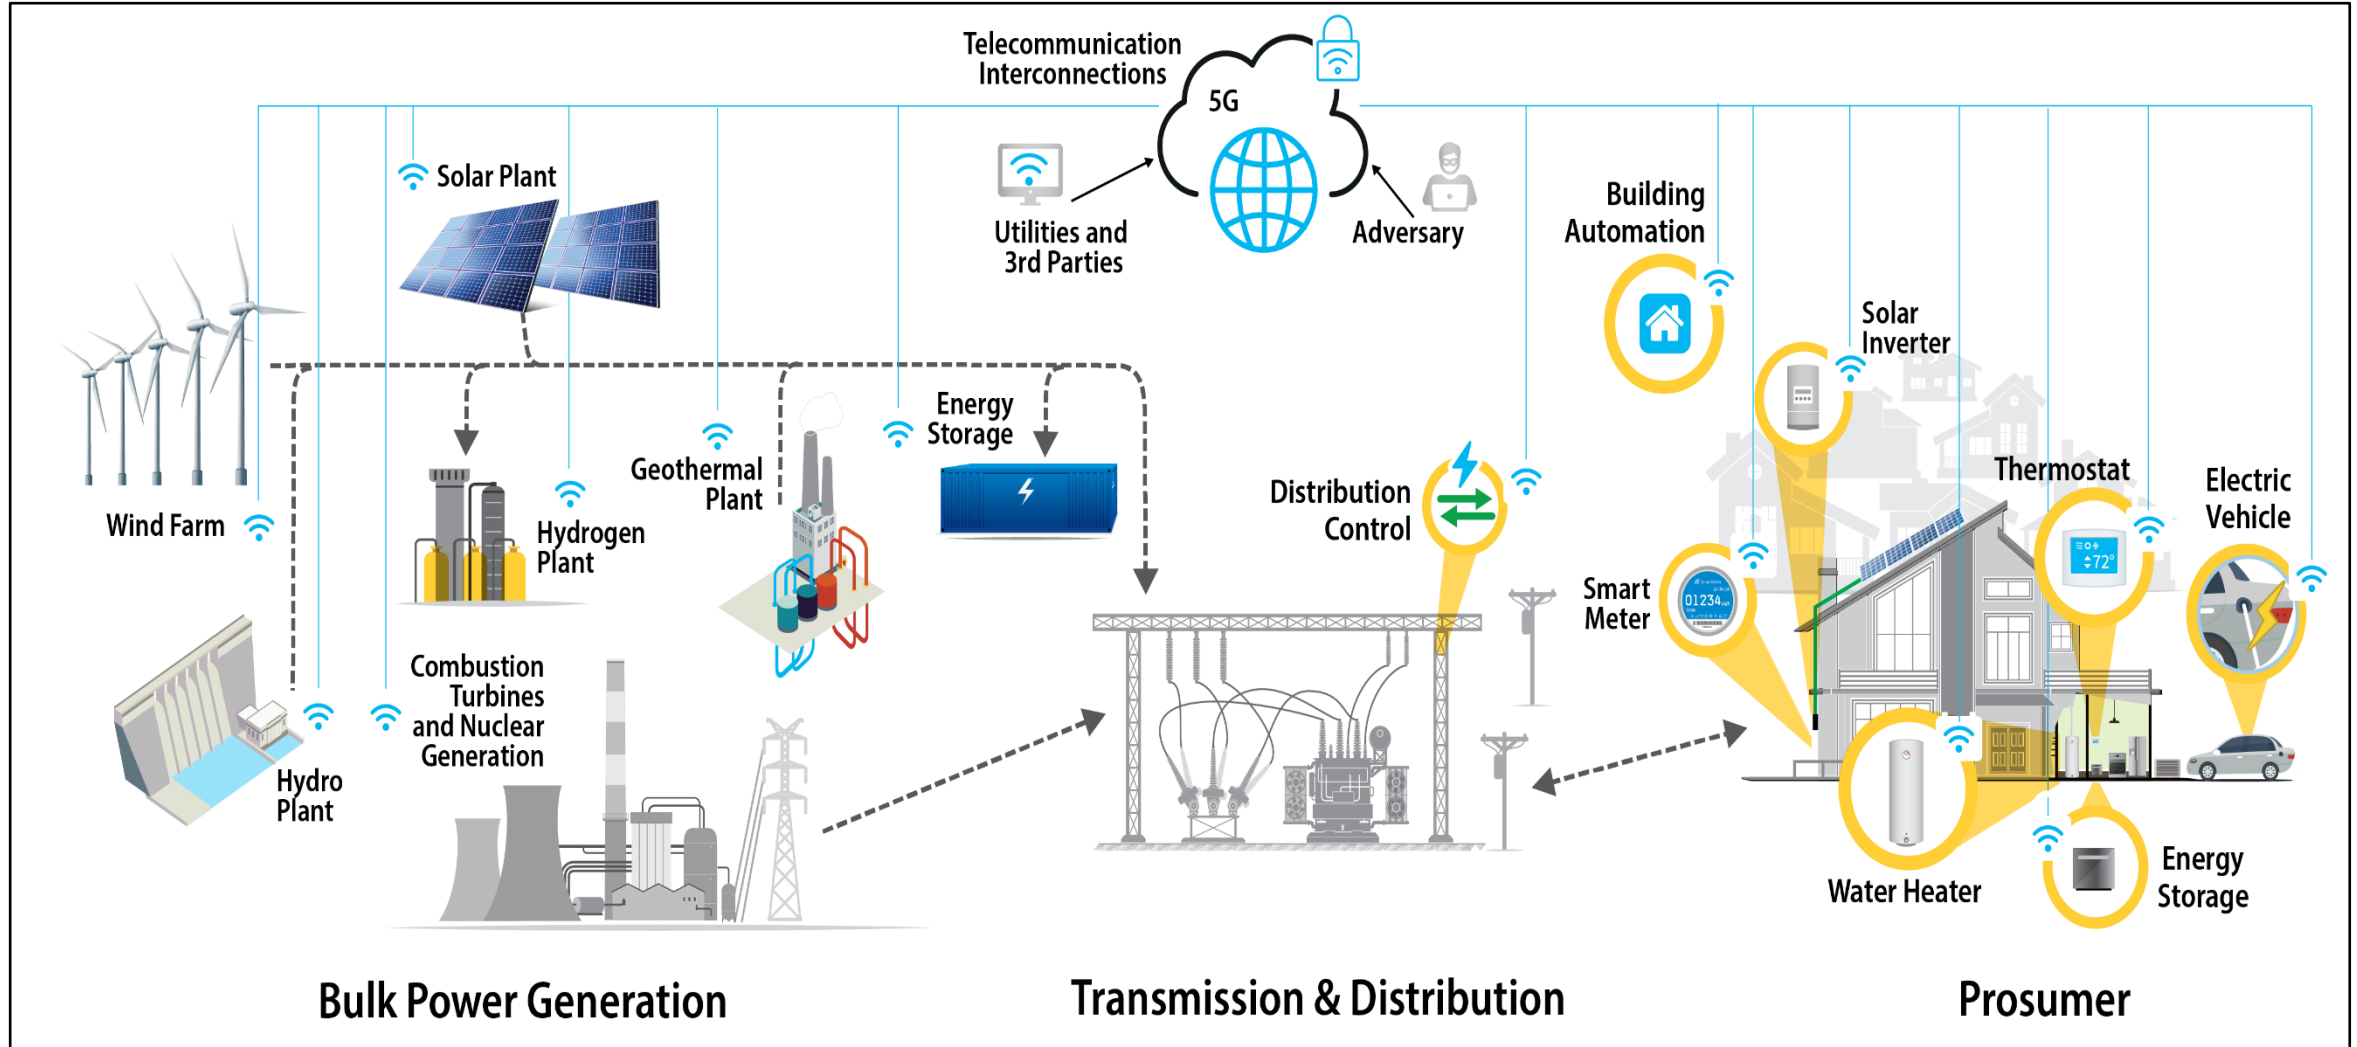 Telecommunication
Interconnections
5G
Solar Plant
Utilities and
3rd Parties
Adversary
Building
Automation
Solar
Inverter
Energy
Storage
Geothermal
Plant
Wind Farm
Hydrogen
Plant
Distribution
Control
Thermostat
72°
Electric
Vehicle
Smart
Meter
01234
Combustion
Turbines
and Nuclear
Generation
Hydro
Plant
Water Heater
Energy
Storage
Bulk Power Generation
Transmission & Distribution
Prosumer